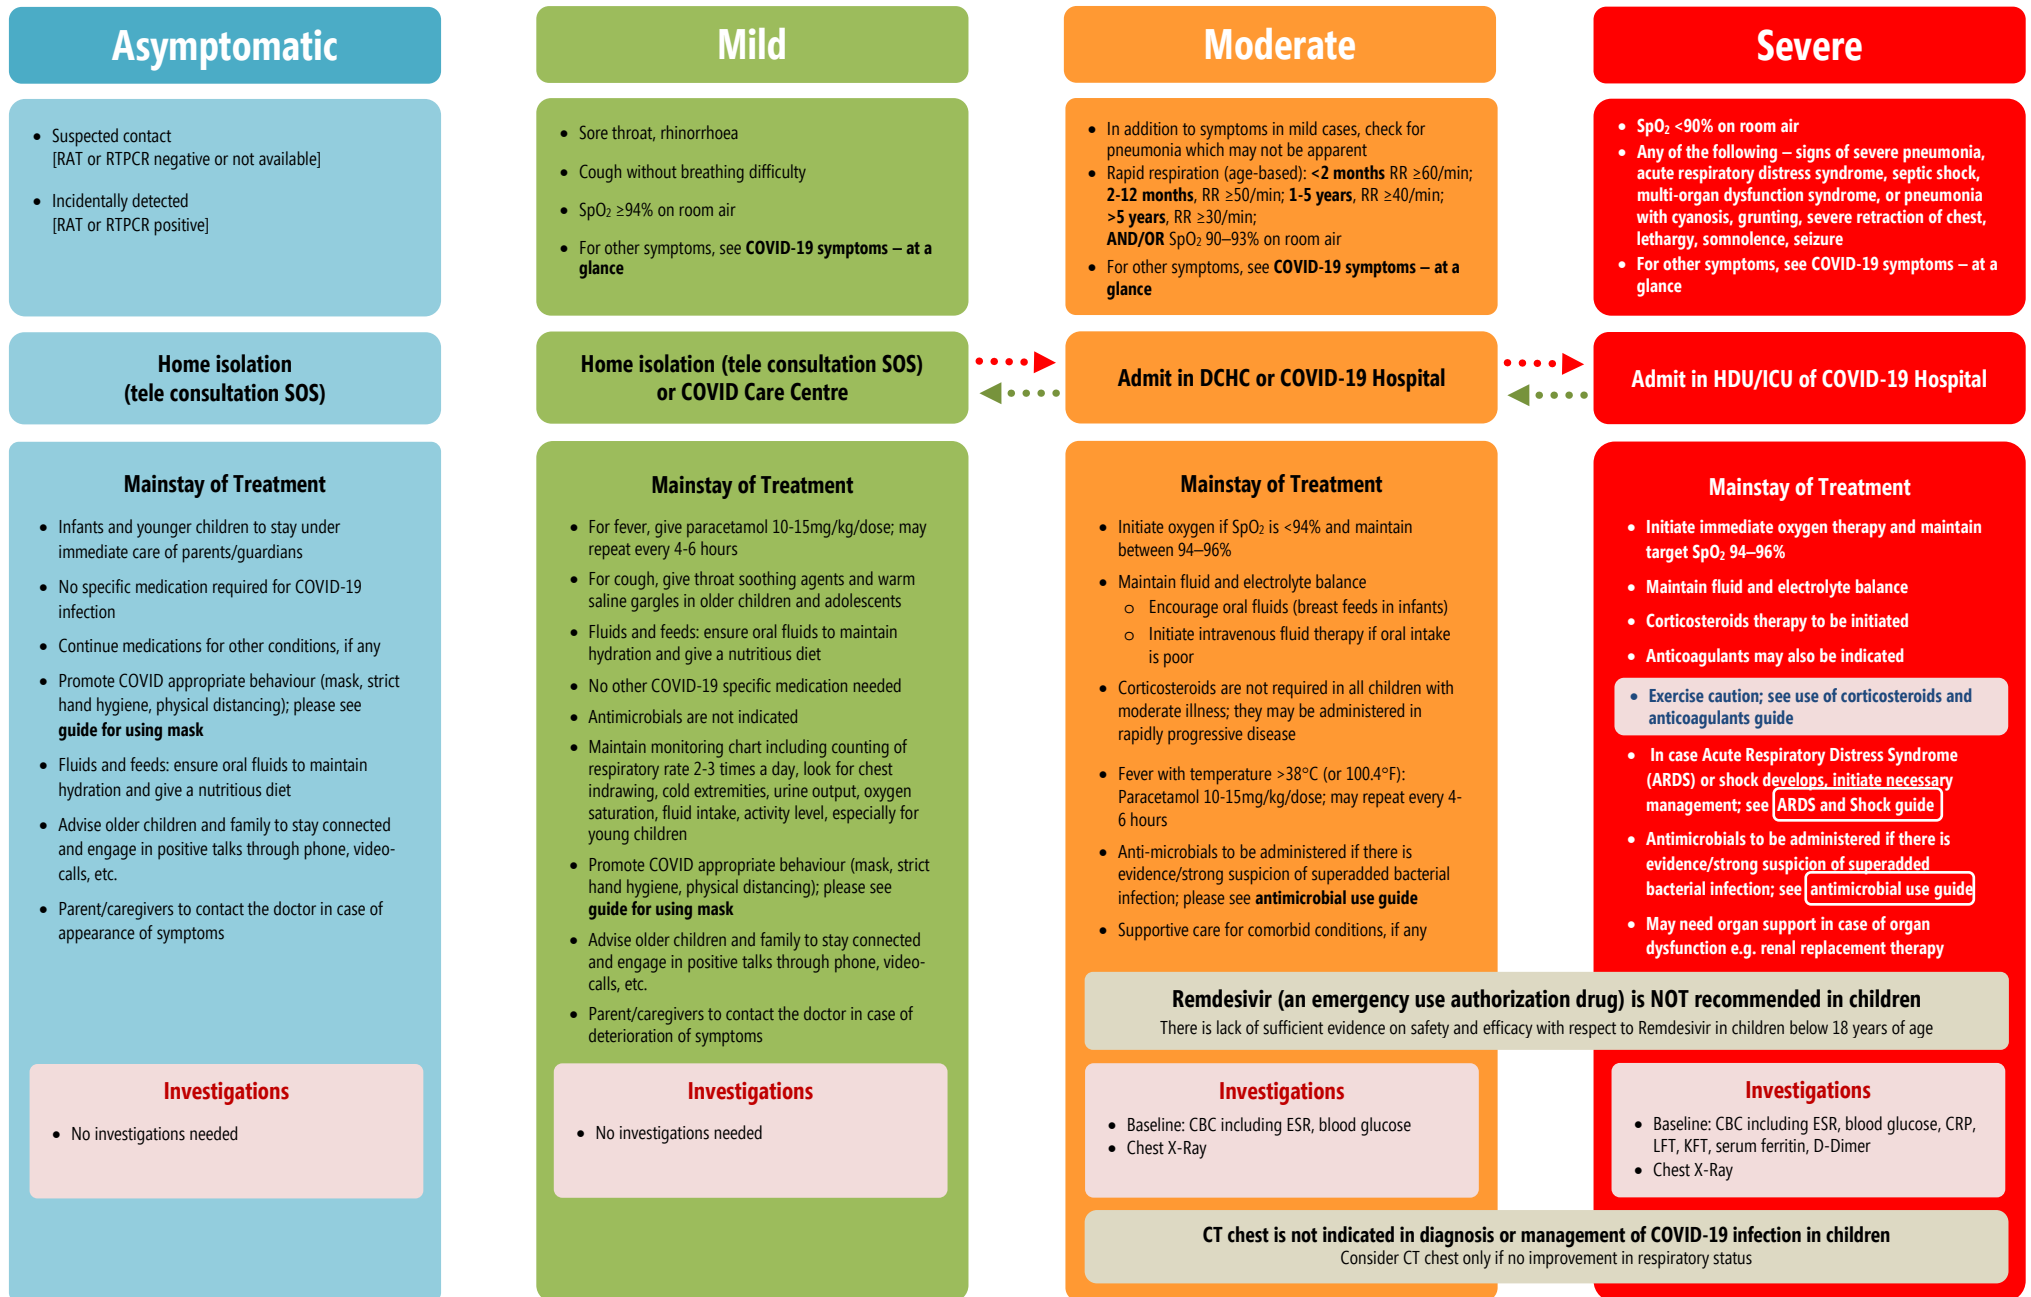 Asymptomatic
• Suspected contact
[RAT or RTPCR negative or not available]
• Incidentally detected
[RAT or RTPCR positive]
Home isolation
(tele consultation SOS)
Mainstay of Treatment
• Infants and younger children to stay under
immediate care of parents/guardians
• No specific medication required for COVID-19
infection
• Continue medications for other conditions, if any
• Promote COVID appropriate behaviour (mask, strict
hand hygiene, physical distancing); please see
guide for using mask
• Fluids and feeds: ensure oral fluids to maintain
hydration and give a nutritious diet
• Advise older children and family to stay connected
and engage in positive talks through phone, video-
calls, etc.
• Parent/caregivers to contact the doctor in case of
appearance of symptoms
Investigations
• No investigations needed
Mild
• Sore throat, rhinorrhoea
• Cough without breathing difficulty
• SpO₂ ≥94% on room air
• For other symptoms, see COVID-19 symptoms – at a
glance
Home isolation (tele consultation SOS)
or COVID Care Centre
Mainstay of Treatment
• For fever, give paracetamol 10-15mg/kg/dose; may
repeat every 4-6 hours
• For cough, give throat soothing agents and warm
saline gargles in older children and adolescents
• Fluids and feeds: ensure oral fluids to maintain
hydration and give a nutritious diet
• No other COVID-19 specific medication needed
• Antimicrobials are not indicated
• Maintain monitoring chart including counting of
respiratory rate 2-3 times a day, look for chest
indrawing, cold extremities, urine output, oxygen
saturation, fluid intake, activity level, especially for
young children
• Promote COVID appropriate behaviour (mask, strict
hand hygiene, physical distancing); please see
guide for using mask
• Advise older children and family to stay connected
and engage in positive talks through phone, video-
calls, etc.
• Parent/caregivers to contact the doctor in case of
deterioration of symptoms
Investigations
• No investigations needed
Moderate
• In addition to symptoms in mild cases, check for
pneumonia which may not be apparent
• Rapid respiration (age-based): <2 months RR ≥60/min;
2-12 months, RR ≥50/min; 1-5 years, RR ≥40/min;
>5 years, RR ≥30/min;
AND/OR SpO₂ 90–93% on room air
• For other symptoms, see COVID-19 symptoms – at a
glance
Admit in DCHC or COVID-19 Hospital
Mainstay of Treatment
• Initiate oxygen if SpO₂ is <94% and maintain
between 94–96%
• Maintain fluid and electrolyte balance
o Encourage oral fluids (breast feeds in infants)
o Initiate intravenous fluid therapy if oral intake
is poor
• Corticosteroids are not required in all children with
moderate illness; they may be administered in
rapidly progressive disease
• Fever with temperature >38°C (or 100.4°F):
Paracetamol 10-15mg/kg/dose; may repeat every 4-
6 hours
• Anti-microbials to be administered if there is
evidence/strong suspicion of superadded bacterial
infection; please see antimicrobial use guide
• Supportive care for comorbid conditions, if any
Severe
• SpO₂ <90% on room air
• Any of the following – signs of severe pneumonia,
acute respiratory distress syndrome, septic shock,
multi-organ dysfunction syndrome, or pneumonia
with cyanosis, grunting, severe retraction of chest,
lethargy, somnolence, seizure
• For other symptoms, see COVID-19 symptoms – at a
glance
Admit in HDU/ICU of COVID-19 Hospital
Mainstay of Treatment
• Initiate immediate oxygen therapy and maintain
target SpO₂ 94–96%
• Maintain fluid and electrolyte balance
• Corticosteroids therapy to be initiated
• Anticoagulants may also be indicated
• Exercise caution; see use of corticosteroids and
anticoagulants guide
• In case Acute Respiratory Distress Syndrome
(ARDS) or shock develops, initiate necessary
management; see ARDS and Shock guide
• Antimicrobials to be administered if there is
evidence/strong suspicion of superadded
bacterial infection; see antimicrobial use guide
• May need organ support in case of organ
dysfunction e.g. renal replacement therapy
Remdesivir (an emergency use authorization drug) is NOT recommended in children
There is lack of sufficient evidence on safety and efficacy with respect to Remdesivir in children below 18 years of age
Investigations
• Baseline: CBC including ESR, blood glucose
• Chest X-Ray
Investigations
• Baseline: CBC including ESR, blood glucose, CRP,
LFT, KFT, serum ferritin, D-Dimer
• Chest X-Ray
CT chest is not indicated in diagnosis or management of COVID-19 infection in children
Consider CT chest only if no improvement in respiratory status